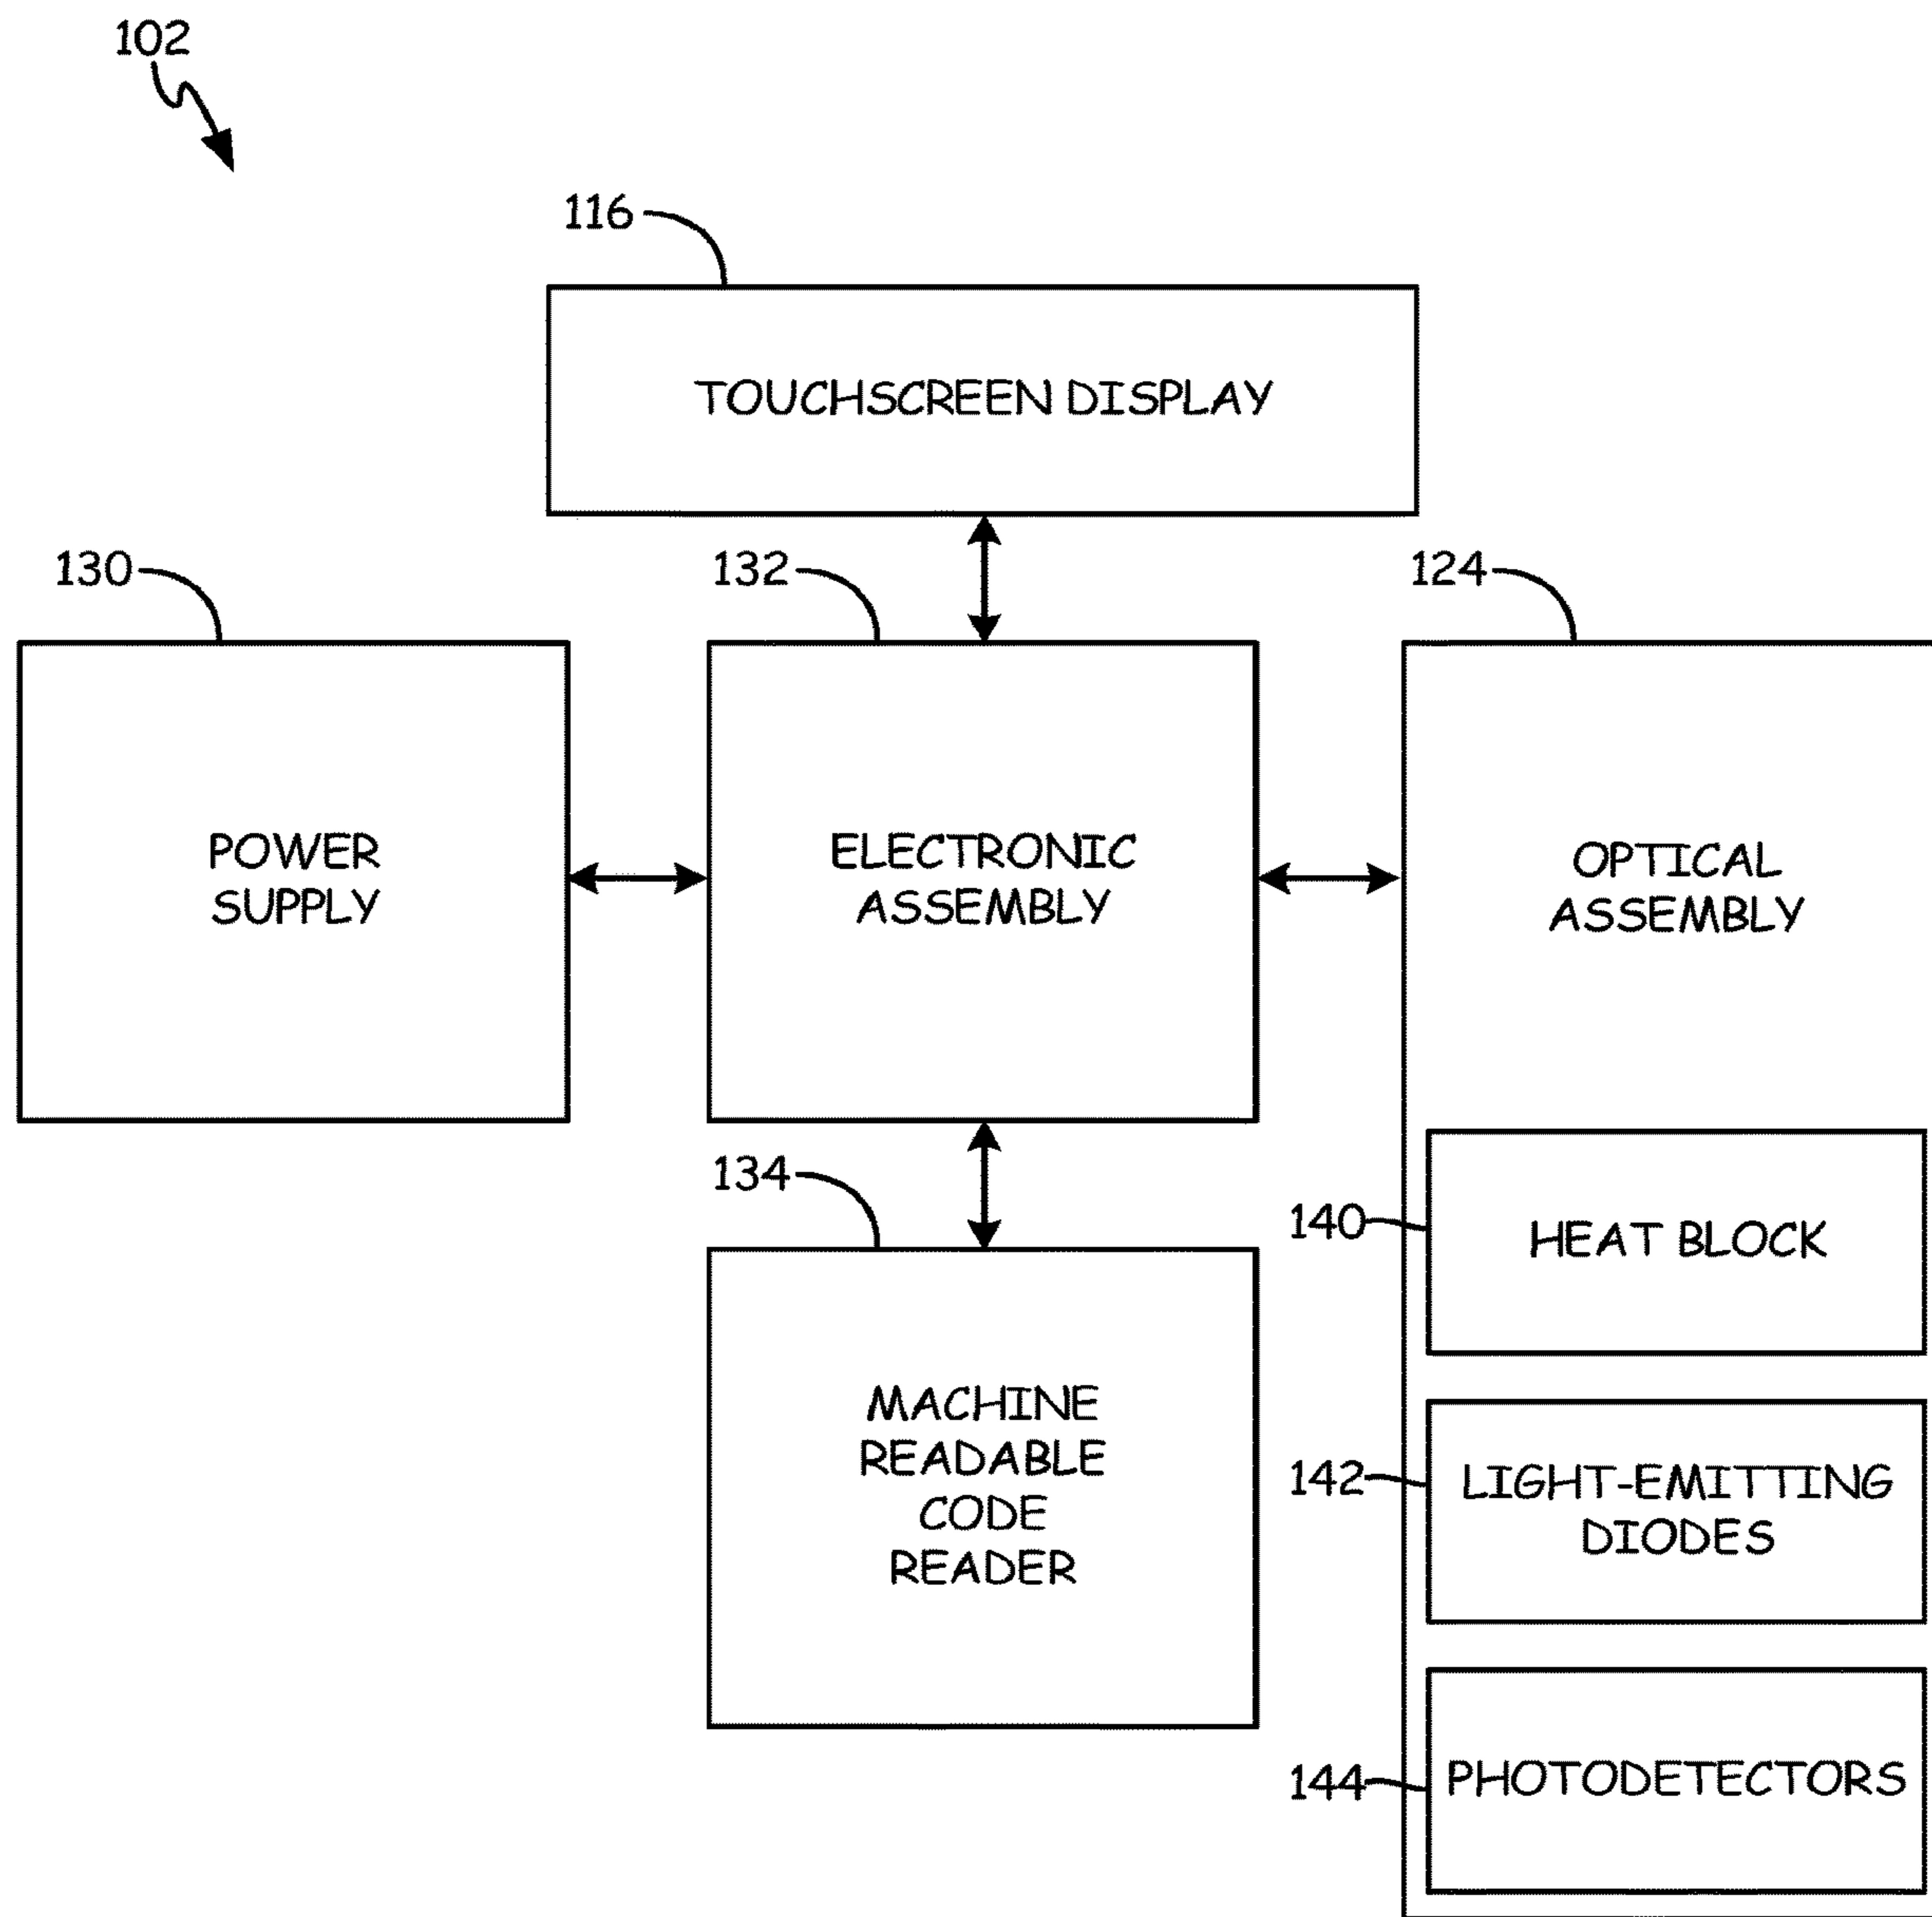 102
116
TOUCHSCREEN DISPLAY
130
132
124
POWER
SUPPLY
ELECTRONIC
ASSEMBLY
OPTICAL
ASSEMBLY
134
140
HEAT BLOCK
MACHINE
READABLE
CODE
READER
142
LIGHT-EMITTING
DIODES
144
PHOTODETECTORS